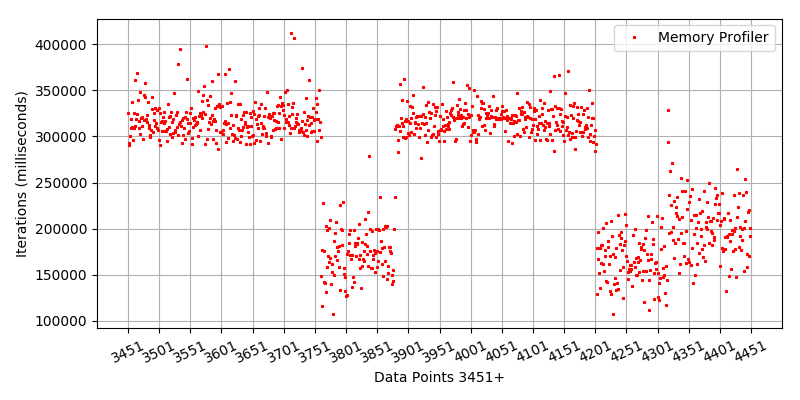 Memory Profiler
400000
350000
300000
250000
200000
150000
100000
Iterations (milliseconds)
3451 3501 3551 3601 3651 3701 3751 3801 3851 3901 3951 4001 4051 4101 4151 4201 4251 4301 4351 4401 4451
Data Points 3451+